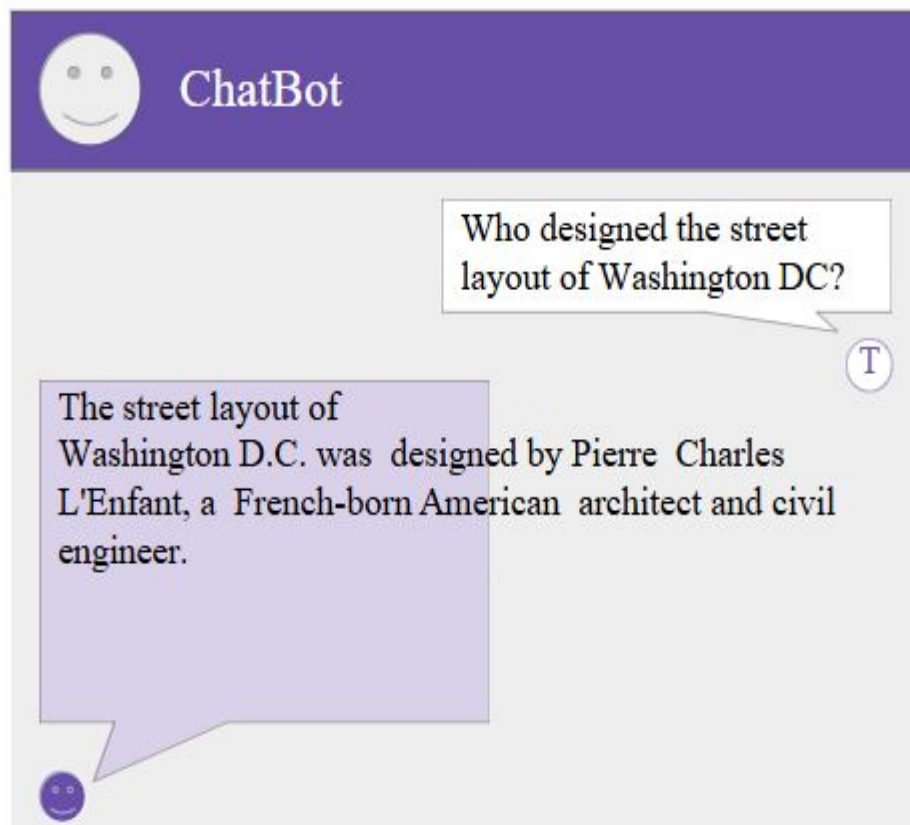 ChatBot
Who designed the street
layout of Washington DC?
T
The street layout of
Washington D.C. was designed by Pierre Charles
L'Enfant, a French-born American architect and civil
engineer.